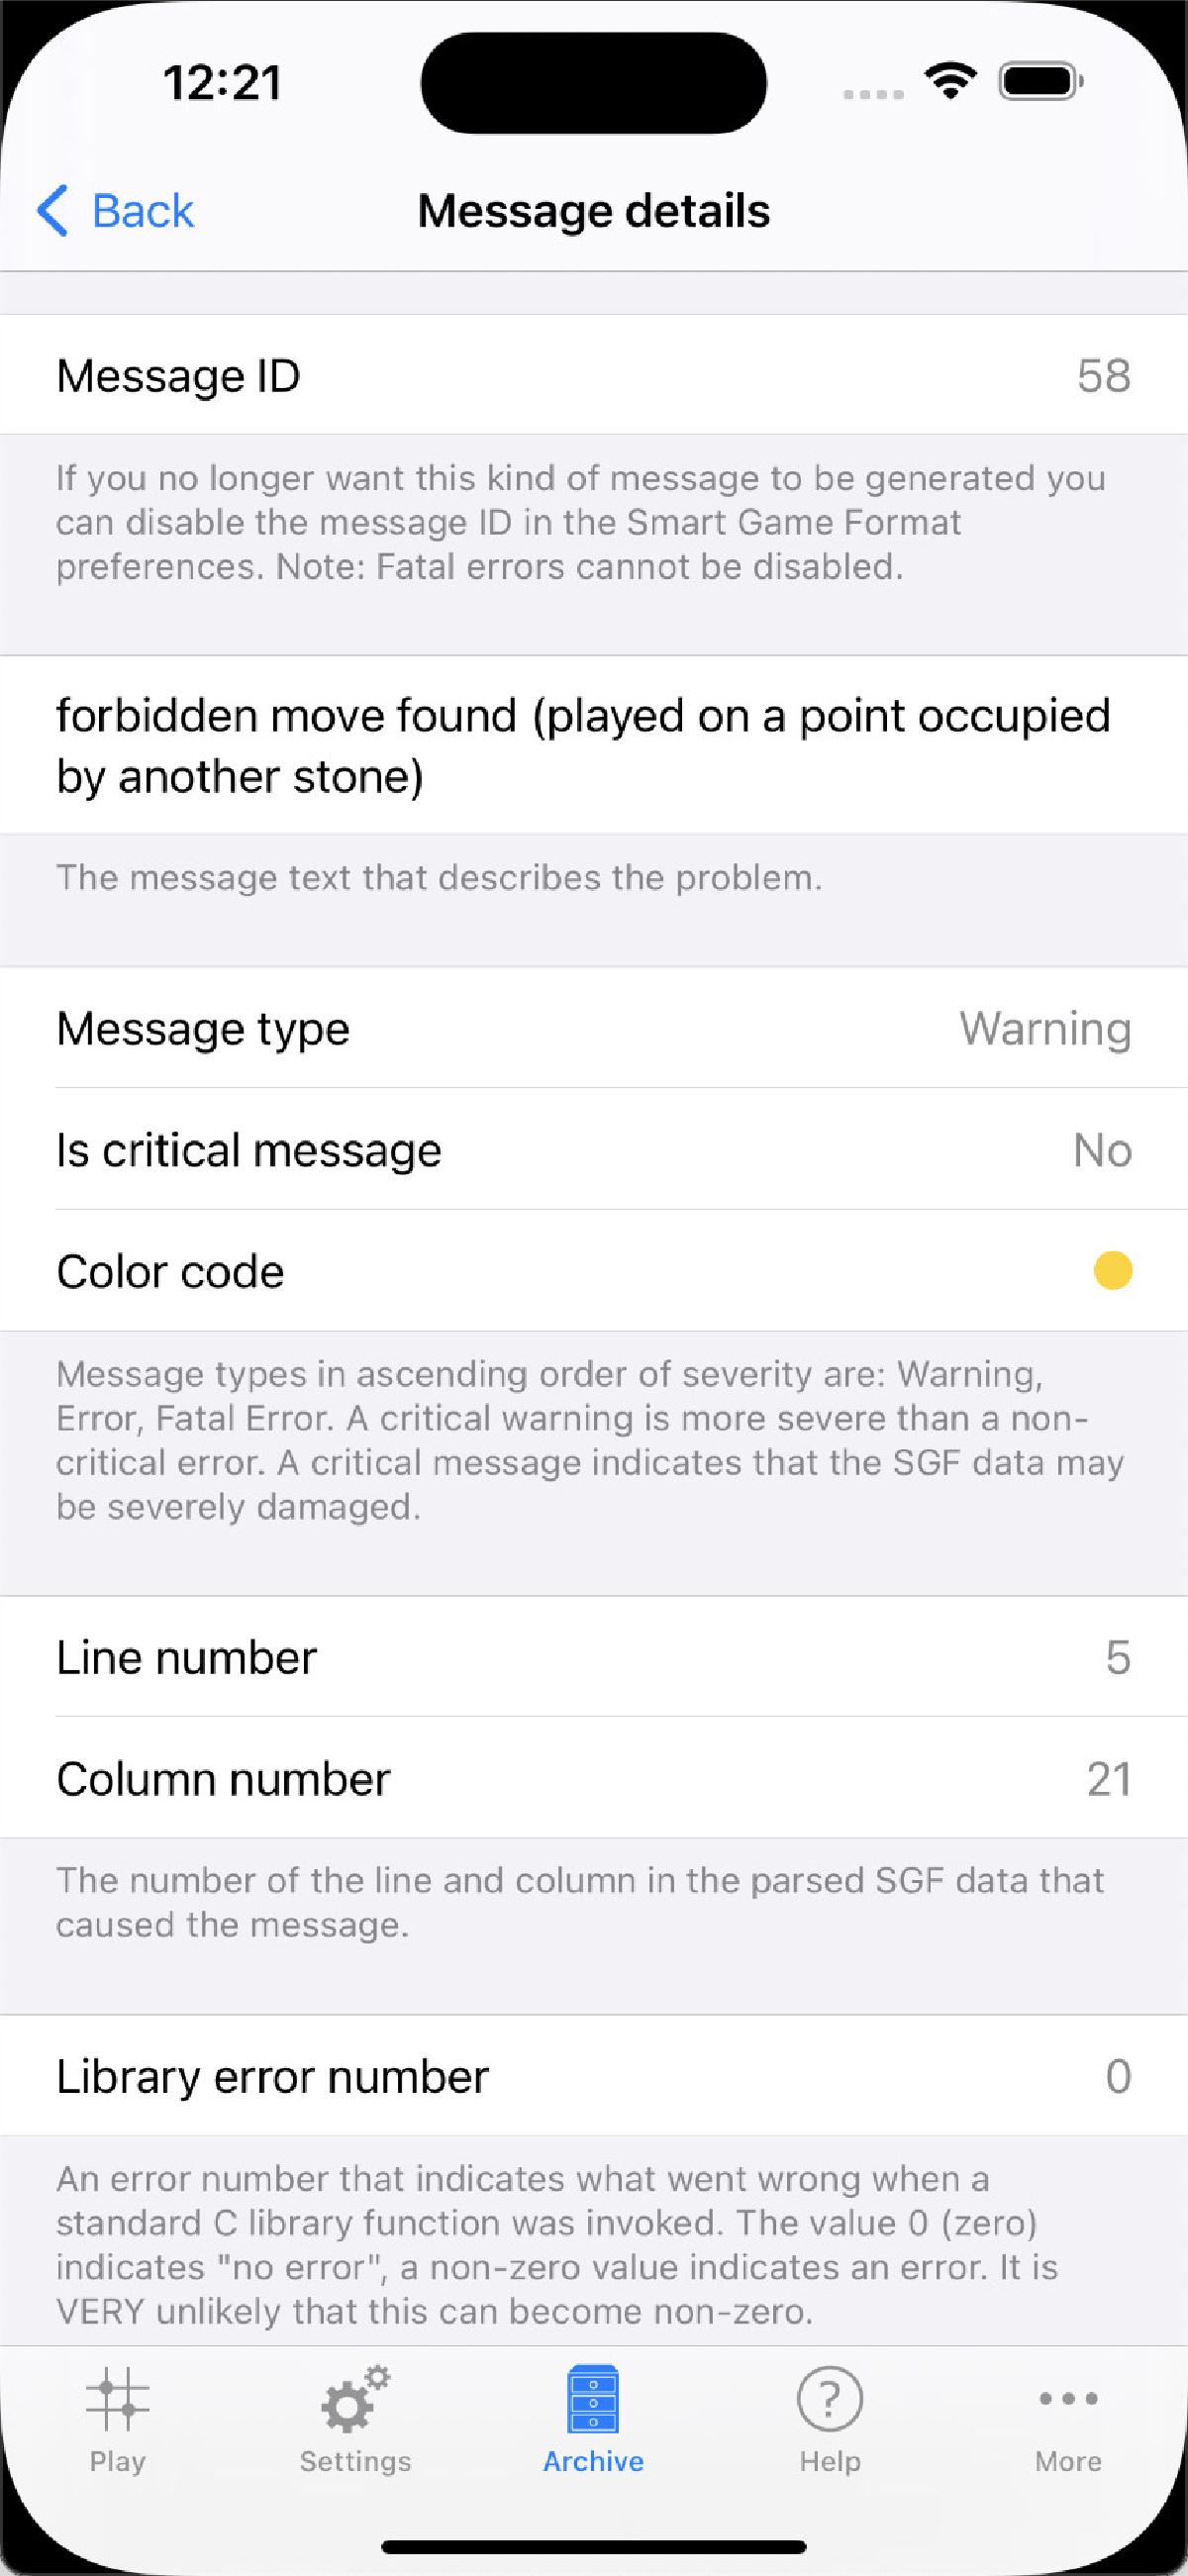 12:21
Back
Message details
Message ID
58
If you no longer want this kind of message to be generated you
can disable the message ID in the Smart Game Format
preferences. Note: Fatal errors cannot be disabled.
forbidden move found (played on a point occupied
by another stone)
The message text that describes the problem.
Message type
Warning
Is critical message
No
Color code
Message types in ascending order of severity are: Warning,
Error, Fatal Error. A critical warning is more severe than a non-
critical error. A critical message indicates that the SGF data may
be severely damaged.
Line number
5
Column number
21
The number of the line and column in the parsed SGF data that
caused the message.
Library error number
0
An error number that indicates what went wrong when a
standard C library function was invoked. The value 0 (zero)
indicates "no error", a non-zero value indicates an error. It is
VERY unlikely that this can become non-zero.
Play
Settings
Archive
Help
More